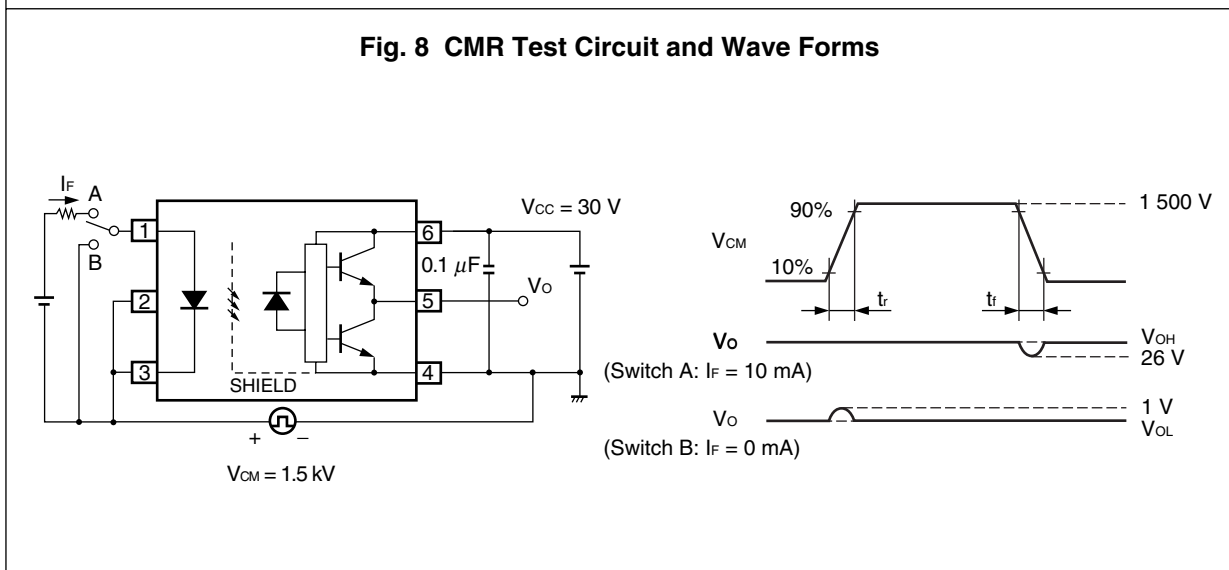 Fig. 8 CMR Test Circuit and Wave Forms
IF
A
B
1
2
3
SHIELD
6
5
4
VCC = 30 V
0.1 μF
VO
+
−
VCM = 1.5 kV
90%
10%
VCM
1 500 V
tr
tf
VO
(Switch A: IF = 10 mA)
VOH
26 V
VO
(Switch B: IF = 0 mA)
1 V
VOL